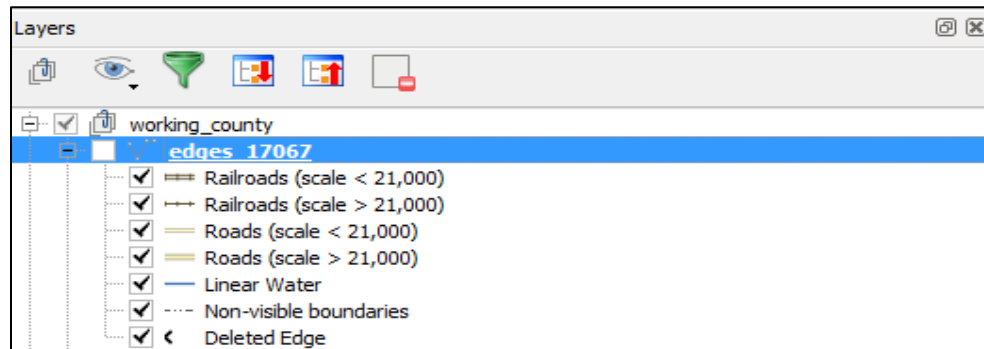 Layers
working_county
edges_17067
Railroads (scale < 21,000)
Railroads (scale > 21,000)
Roads (scale < 21,000)
Roads (scale > 21,000)
Linear Water
Non-visible boundaries
Deleted Edge